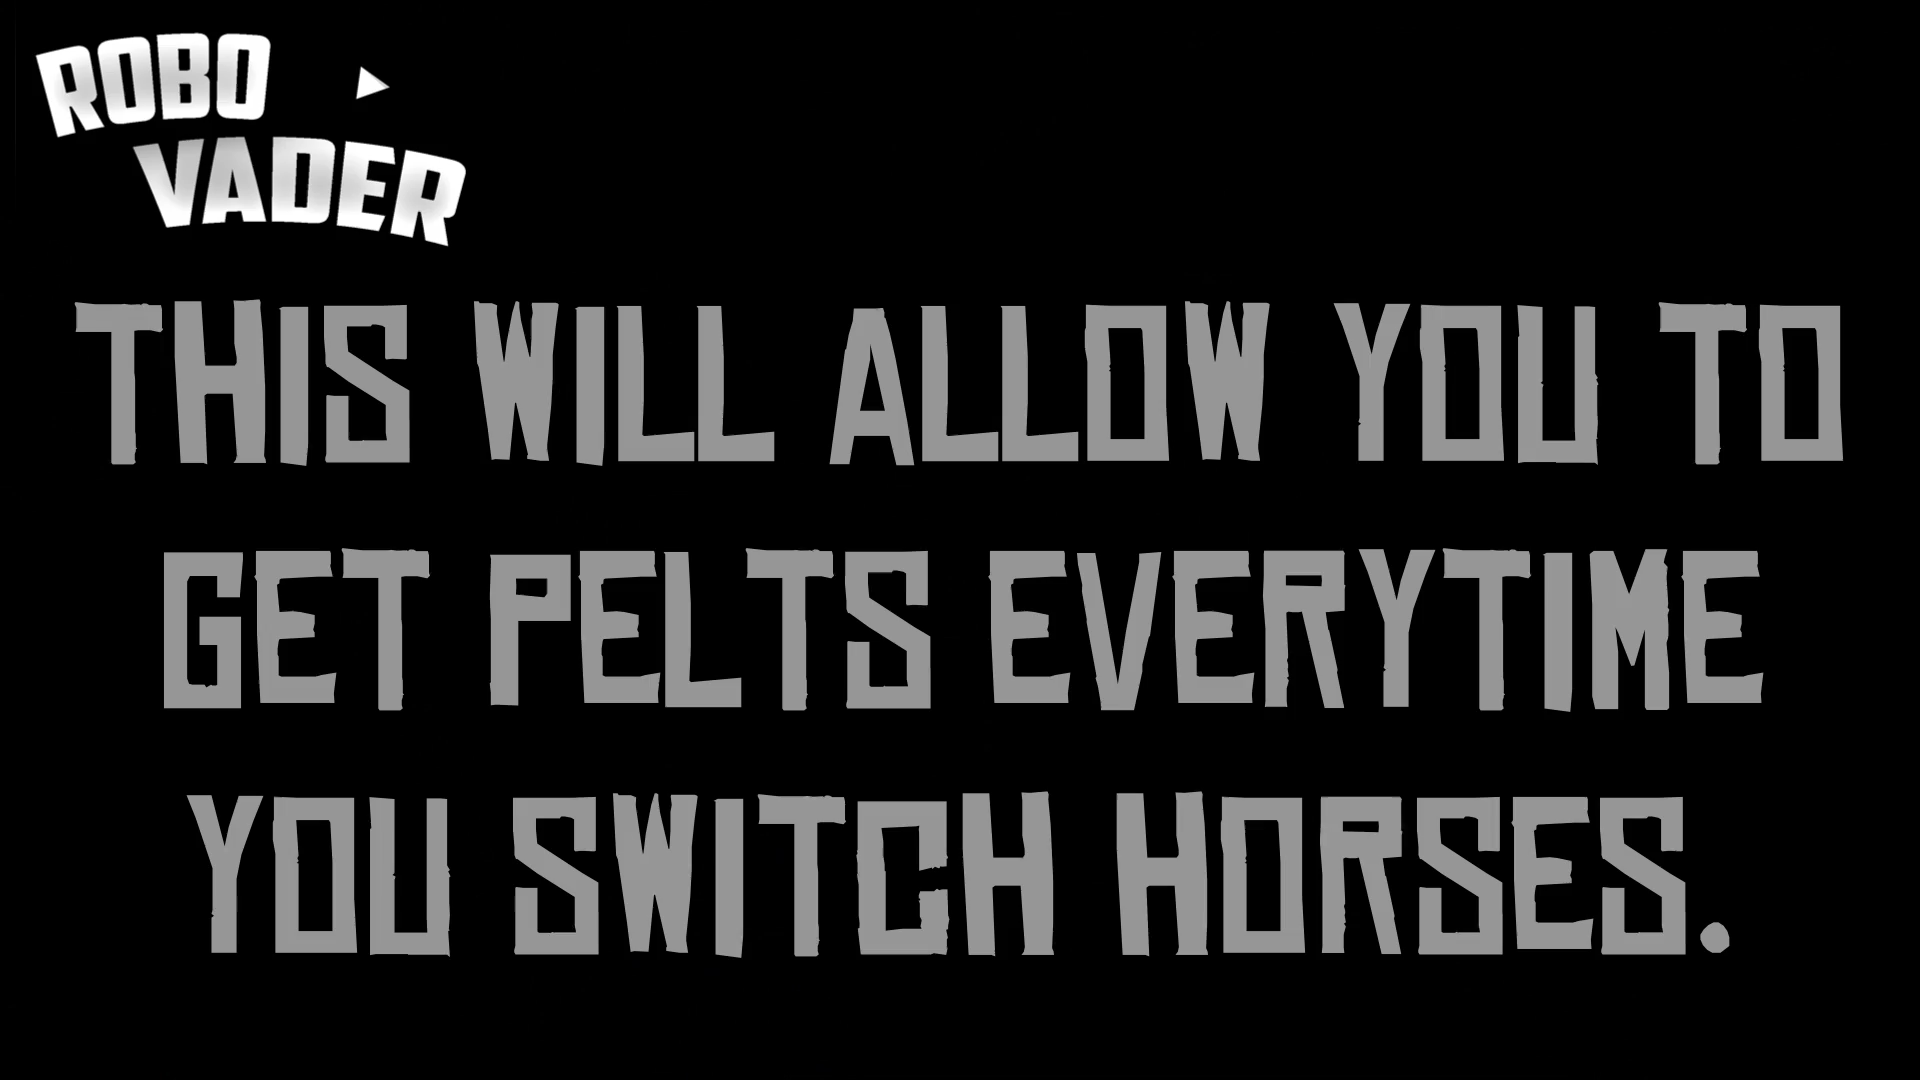 ROBO
VADER
THIS WILL ALLOW YOU TO
GET PELTS EVERYTIME
YOU SWITCH HORSES.